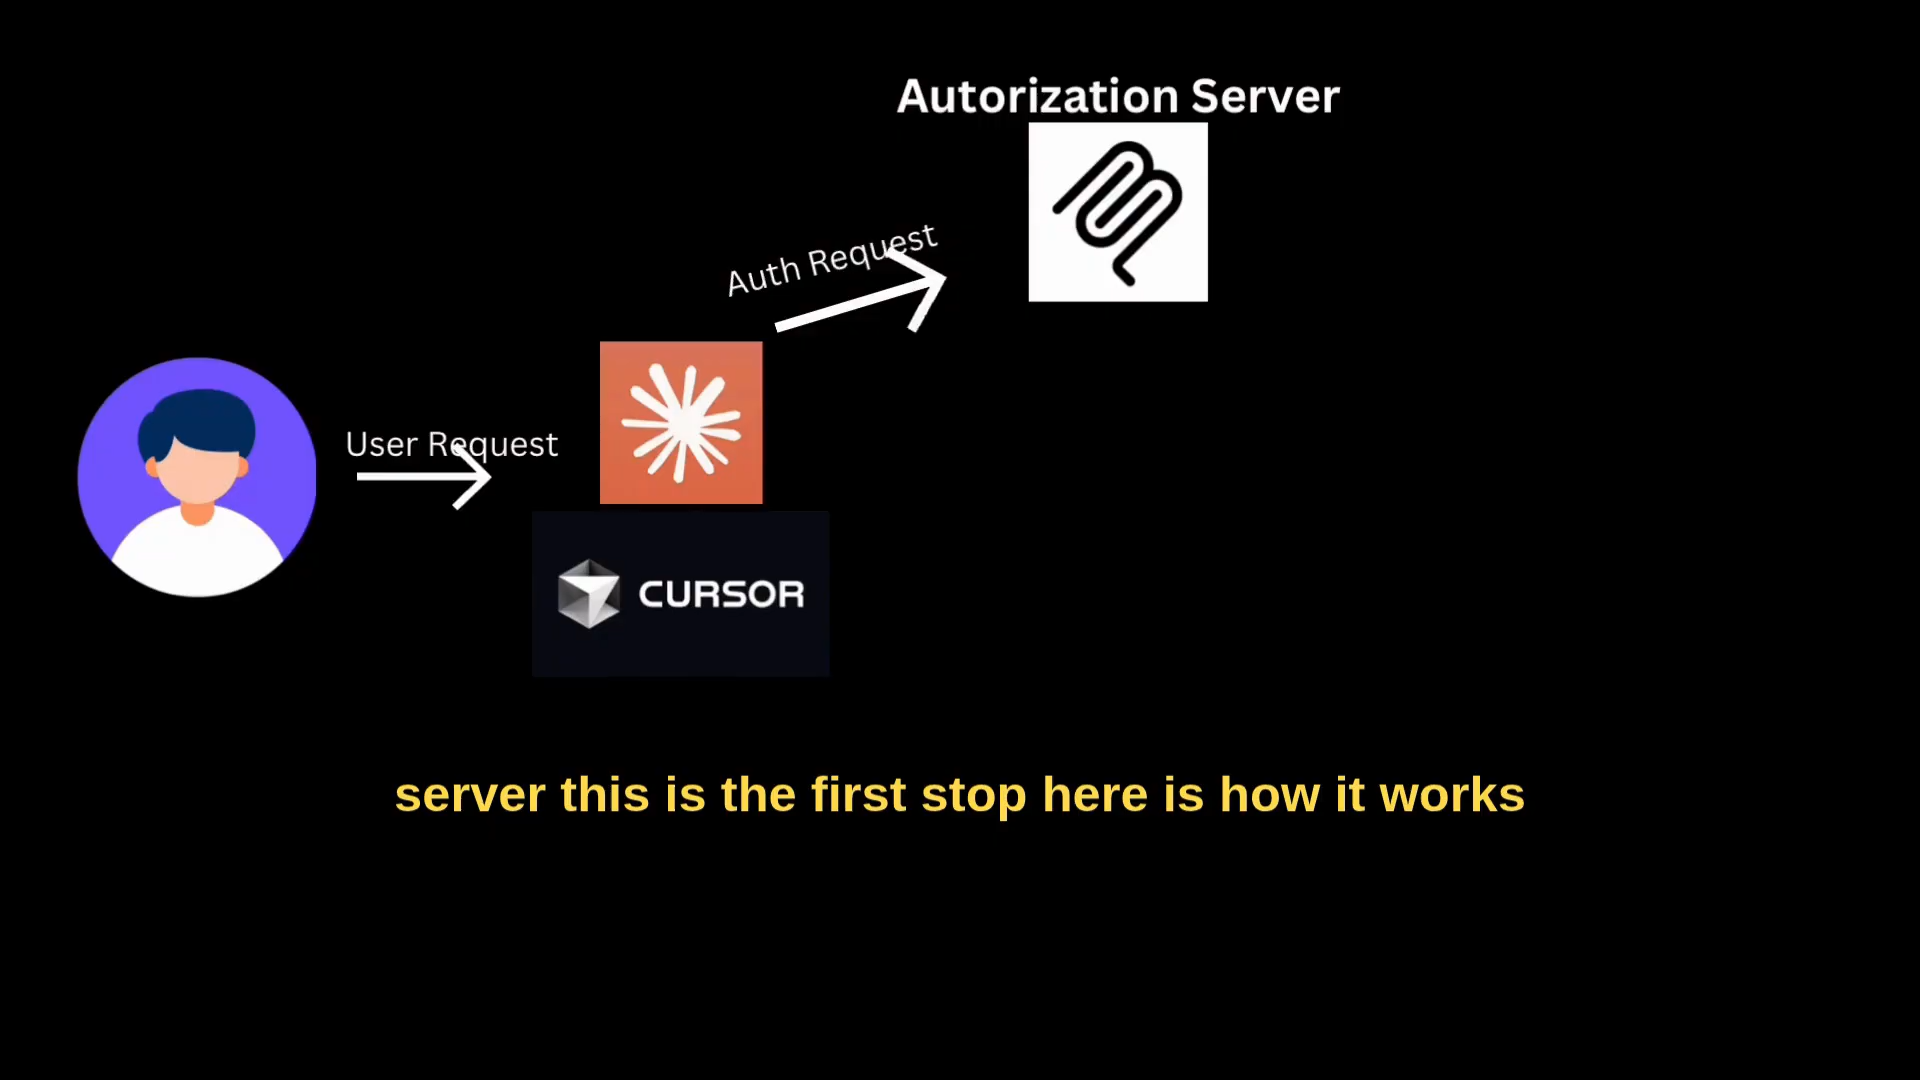 Autorization Server
Auth Request
User Request
CURSOR
server this is the first stop here is how it works